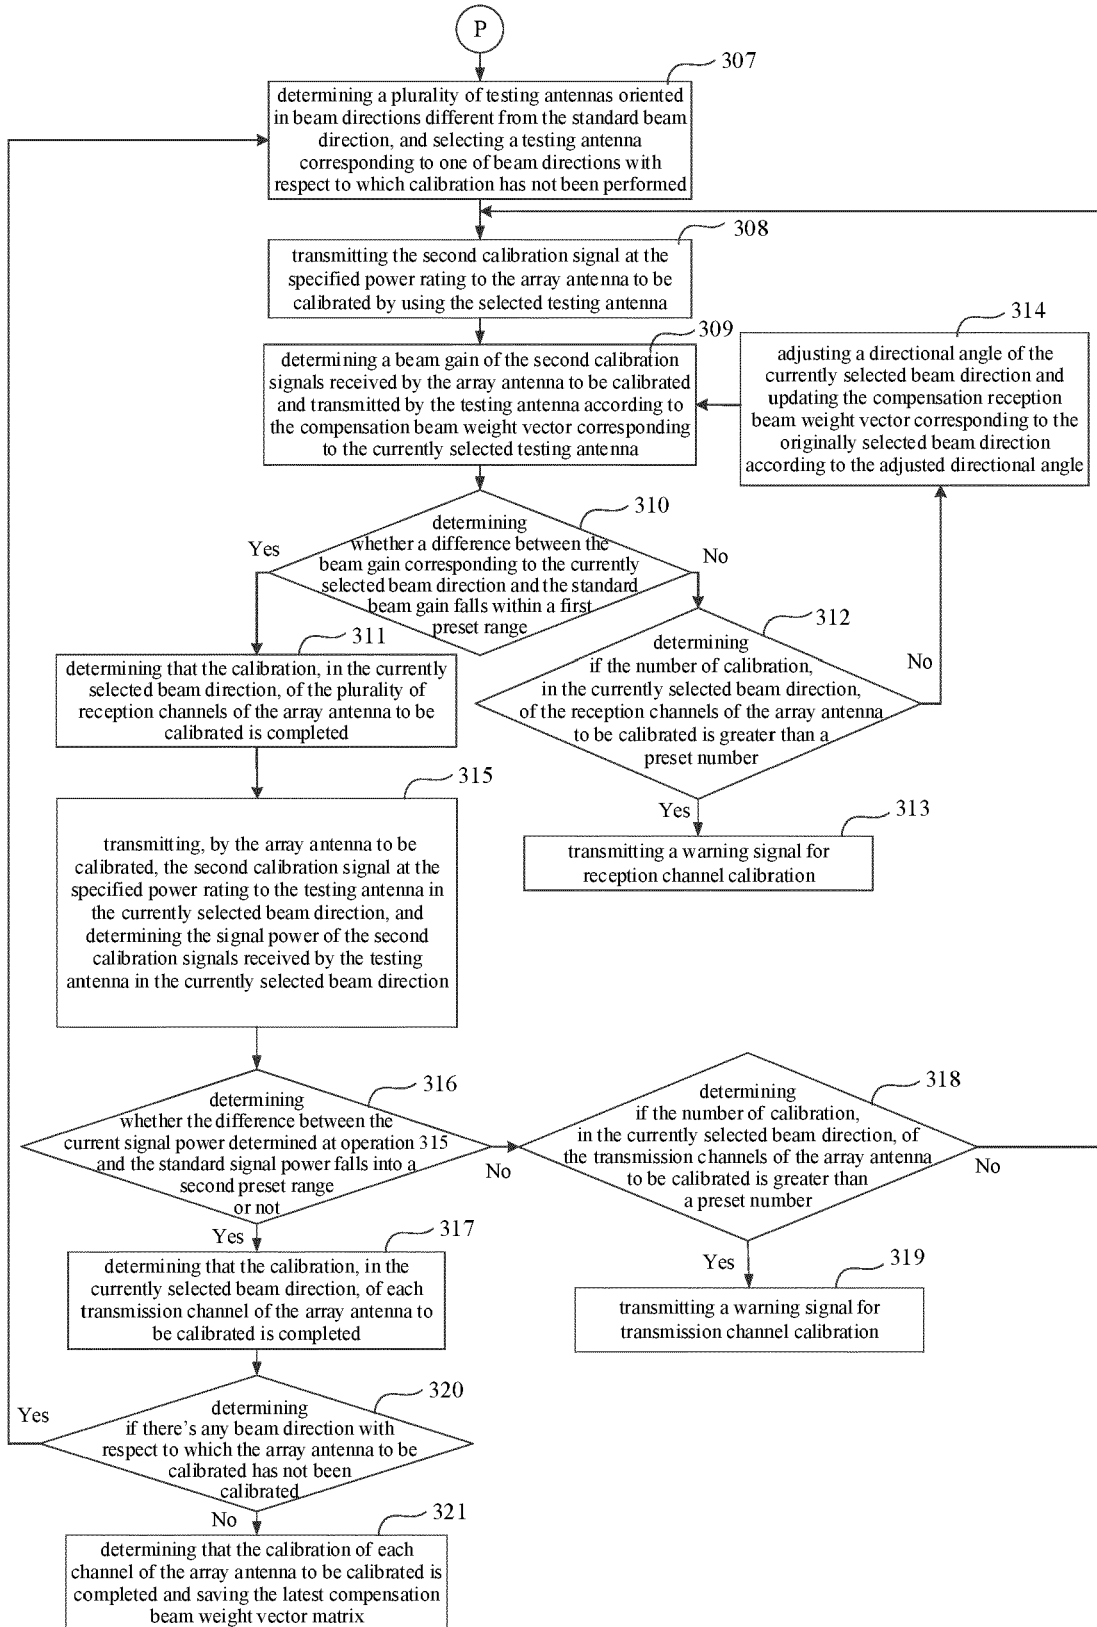 P
307
determining a plurality of testing antennas oriented
in beam directions different from the standard beam
direction, and selecting a testing antenna
corresponding to one of beam directions with
respect to which calibration has not been performed
308
transmitting the second calibration signal at the
specified power rating to the array antenna to be
calibrated by using the selected testing antenna
309
determining a beam gain of the second calibration
signals received by the array antenna to be calibrated
and transmitted by the testing antenna according to
the compensation beam weight vector corresponding
to the currently selected testing antenna
314
adjusting a directional angle of the
currently selected beam direction and
updating the compensation reception
beam weight vector corresponding to the
originally selected beam direction
according to the adjusted directional angle
310
determining
whether a difference between the
beam gain corresponding to the currently
selected beam direction and the standard
beam gain falls within a first
preset range
Yes
No
311
determining that the calibration, in the currently
selected beam direction, of the plurality of
reception channels of the array antenna to be
calibrated is completed
312
determining
if the number of calibration,
in the currently selected beam direction,
of the reception channels of the array antenna
to be calibrated is greater than a
preset number
No
Yes
313
transmitting a warning signal for
reception channel calibration
315
transmitting, by the array antenna to be
calibrated, the second calibration signal at the
specified power rating to the testing antenna in
the currently selected beam direction, and
determining the signal power of the second
calibration signals received by the testing
antenna in the currently selected beam direction
316
determining
whether the difference between the
current signal power determined at operation 315
and the standard signal power falls into a
second preset range
or not
No
Yes
318
determining
if the number of calibration,
in the currently selected beam direction, of
the transmission channels of the array antenna
to be calibrated is greater than
a preset number
No
Yes
317
determining that the calibration, in the
currently selected beam direction, of each
transmission channel of the array antenna to
be calibrated is completed
319
transmitting a warning signal for
transmission channel calibration
320
determining
if there's any beam direction with
respect to which the array antenna to be
calibrated has not been
calibrated
Yes
No
321
determining that the calibration of each
channel of the array antenna to be calibrated is
completed and saving the latest compensation
beam weight vector matrix